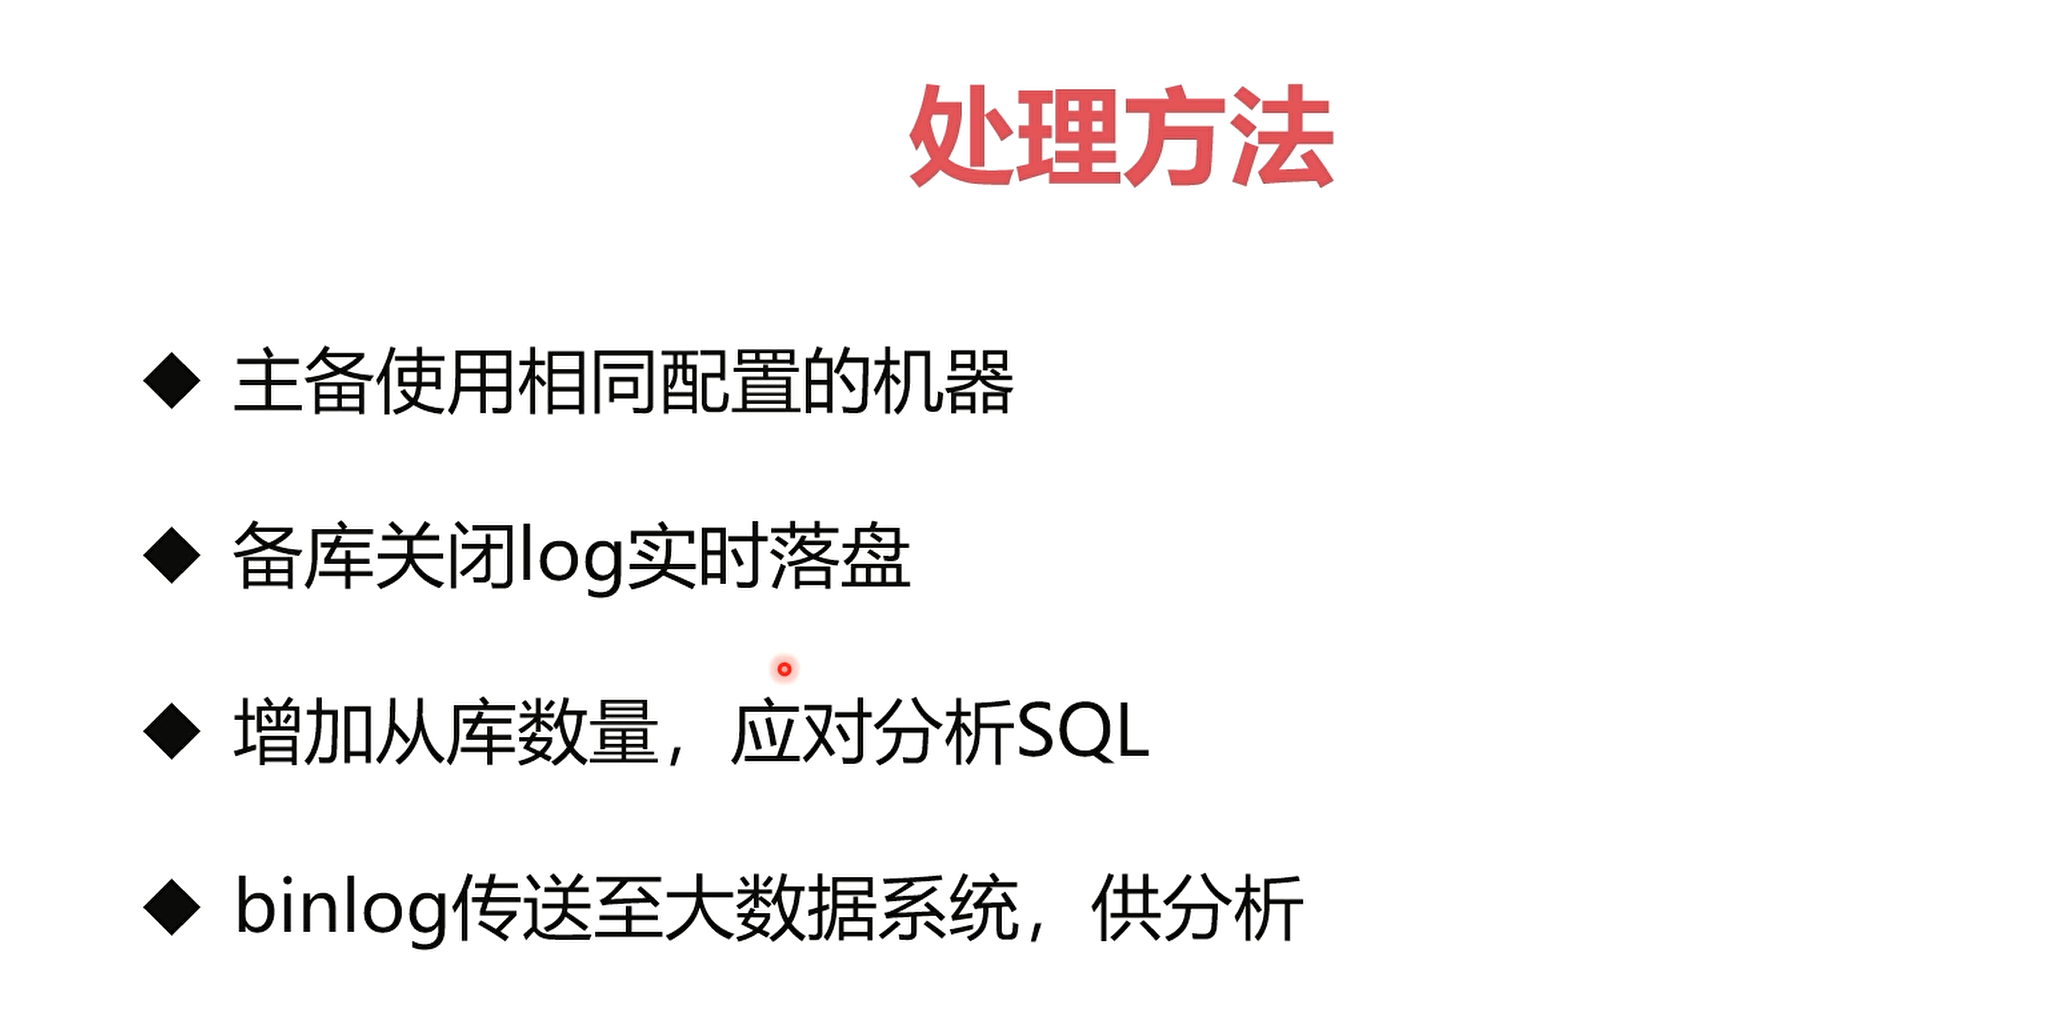 处理方法
主备使用相同配置的机器
备库关闭log实时落盘
增加从库数量，应对分析SQL
binlog传送至大数据系统，供分析